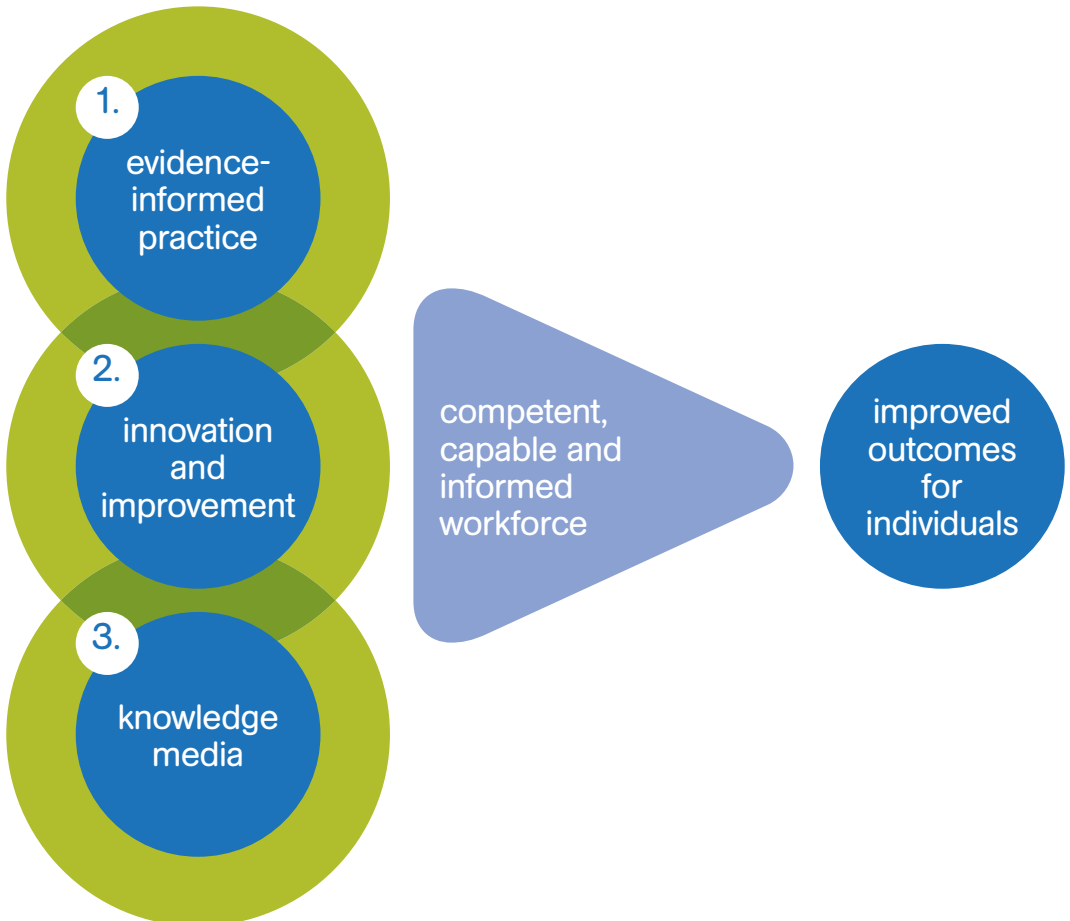 1.
evidence-
informed
practice
2.
innovation
and
improvement
3.
knowledge
media
competent,
capable and
informed
workforce
improved
outcomes
for
individuals